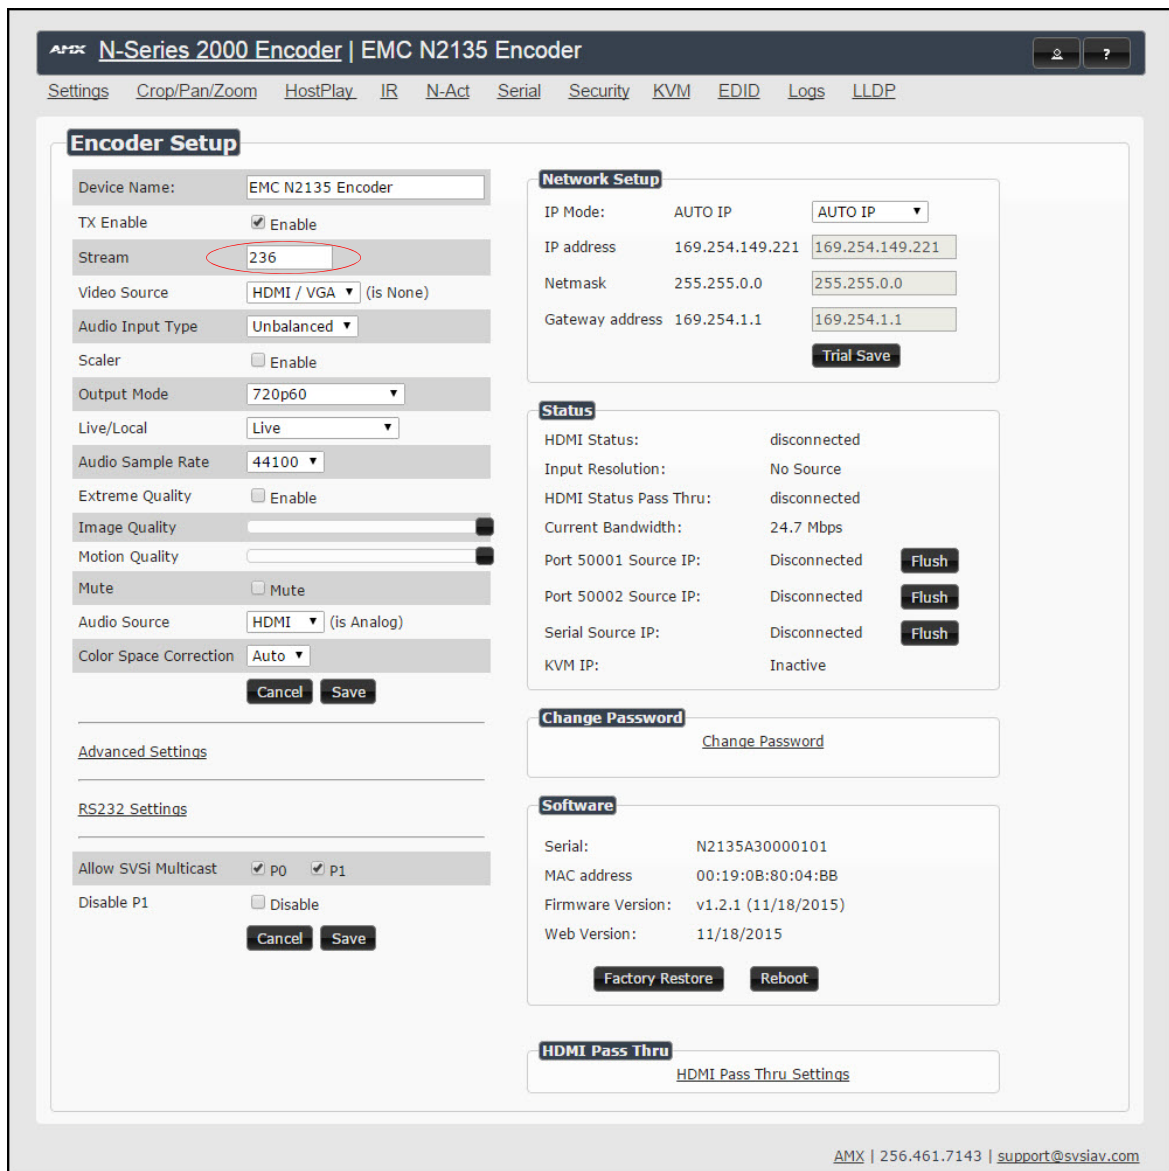 AMX N-Series 2000 Encoder | EMC N2135 Encoder
?
Settings Crop/Pan/Zoom HostPlay IR N-Act Serial Security KVM EDID Logs LLDP
Encoder Setup
Device Name: EMC N2135 Encoder
TX Enable Enable
Stream 236
Video Source HDMI / VGA (is None)
Audio Input Type Unbalanced
Scaler Enable
Output Mode 720p60
Live/Local Live
Audio Sample Rate 44100
Extreme Quality Enable
Image Quality
Motion Quality
Mute Mute
Audio Source HDMI (is Analog)
Color Space Correction Auto
Cancel Save
Advanced Settings
RS232 Settings
Allow SVSi Multicast P0 P1
Disable P1 Disable
Cancel Save
Network Setup
IP Mode: AUTO IP AUTO IP
IP address 169.254.149.221 169.254.149.221
Netmask 255.255.0.0 255.255.0.0
Gateway address 169.254.1.1 169.254.1.1
Trial Save
Status
HDMI Status: disconnected
Input Resolution: No Source
HDMI Status Pass Thru: disconnected
Current Bandwidth: 24.7 Mbps
Port 50001 Source IP: Disconnected Flush
Port 50002 Source IP: Disconnected Flush
Serial Source IP: Disconnected Flush
KVM IP: Inactive
Change Password
Change Password
Software
Serial: N2135A30000101
MAC address 00:19:0B:80:04:BB
Firmware Version: v1.2.1 (11/18/2015)
Web Version: 11/18/2015
Factory Restore Reboot
HDMI Pass Thru
HDMI Pass Thru Settings
AMX | 256.461.7143 | support@svsiav.com